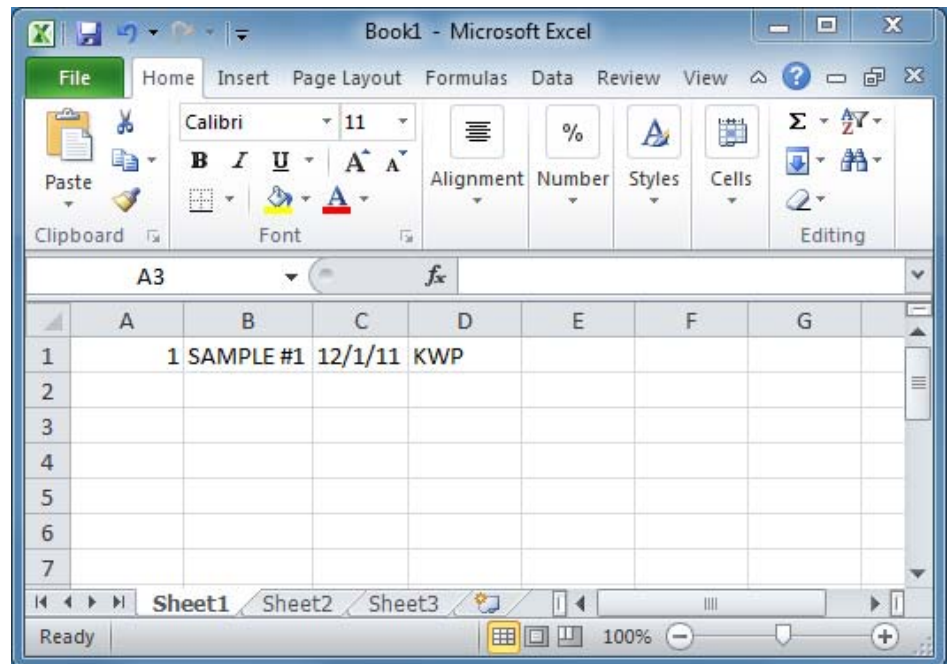 Book1 - Microsoft Excel
File Home Insert Page Layout Formulas Data Review View
Calibri 11
B I U A A
Paste Alignment Number Styles Cells
% A Σ A Z
A
Clipboard Font Editing
A3 fx
A B C D E F G
1 1 SAMPLE #1 12/1/11 KWP
2
3
4
5
6
7
Sheet1 Sheet2 Sheet3
Ready 100%